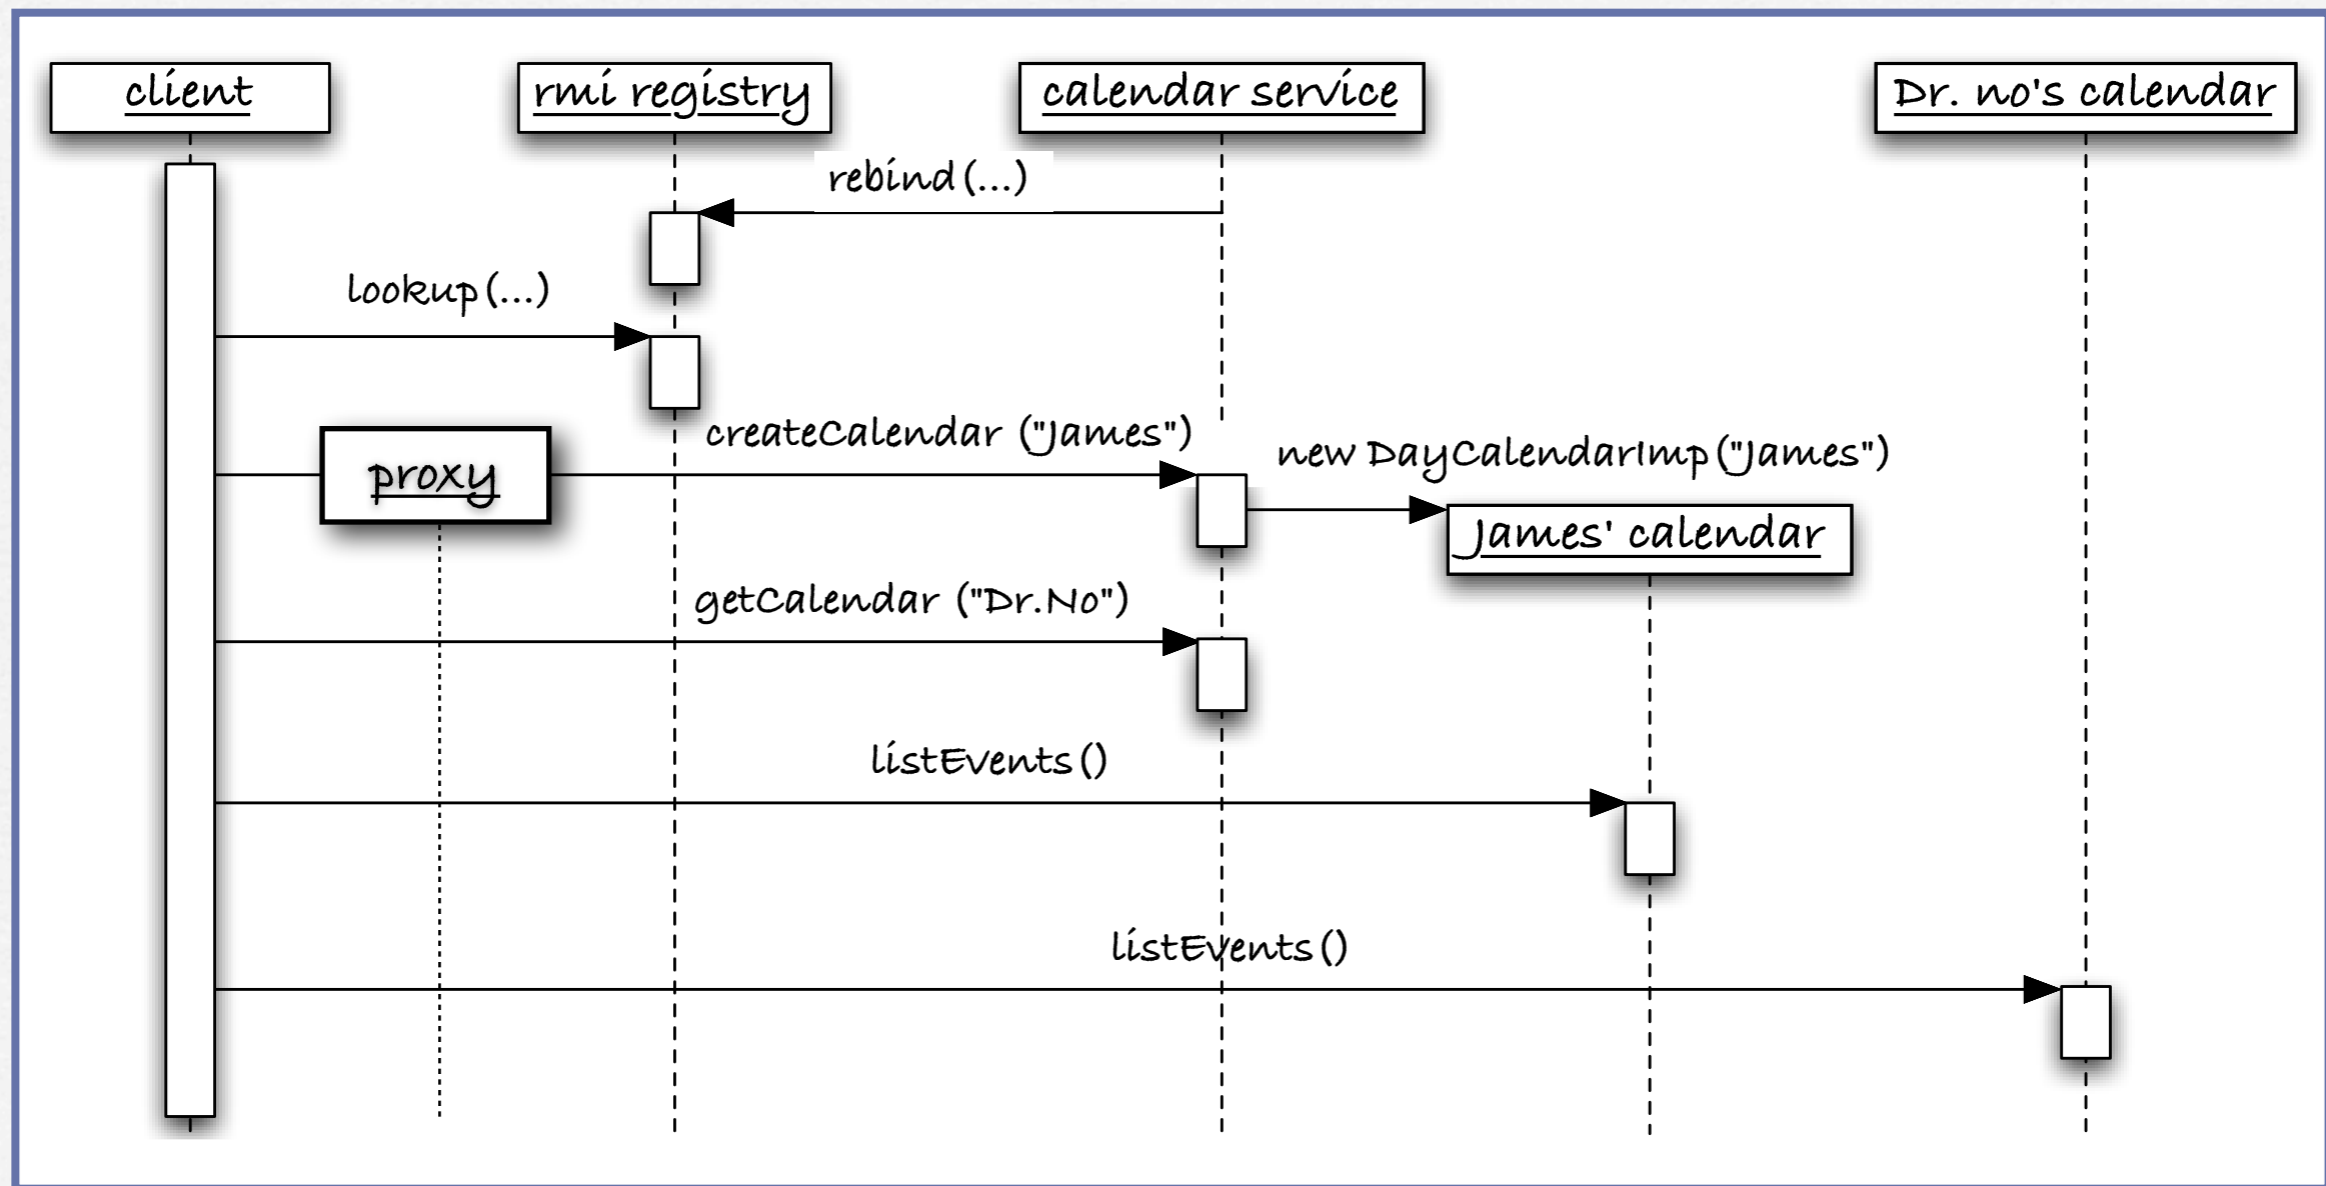 client
rmi registry
calendar service
Dr. no's calendar
rebind (...)
lookup (...)
createCalendar ("James")
new DayCalendarImp ("James")
proxy
James' calendar
getCalendar ("Dr.No")
listEvents ()
listEvents ()